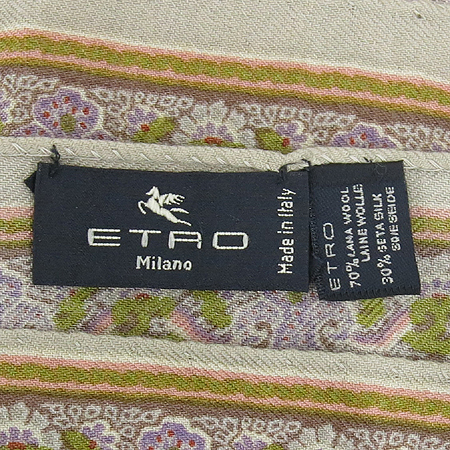 ETRO
Milano
Made in Italy
ETRO
70% LANA WOOL
LAINE WOLLE
30% SETA SILK
SOIE SEIDE